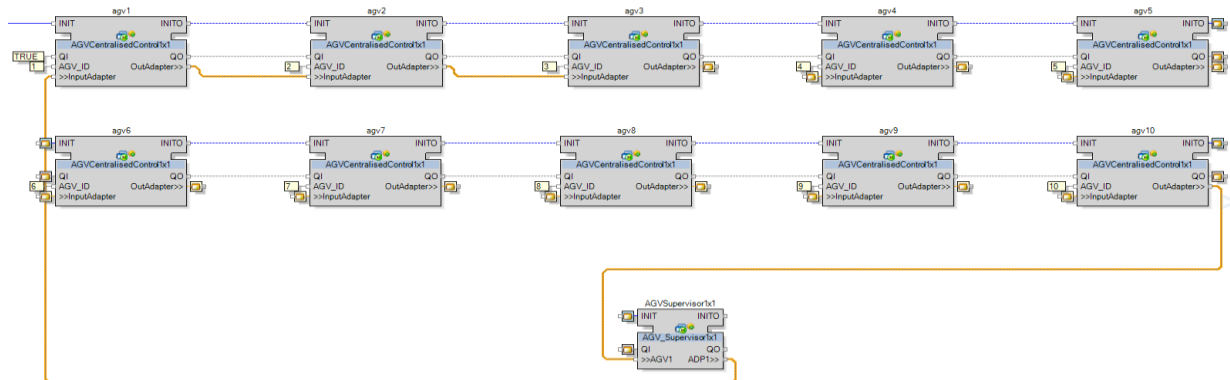 agv1 agv2 agv3 agv4 agv5
INIT INITO INIT INITO INIT INITO INIT INITO INIT INITO
AGVCentralisedControl1x1 AGVCentralisedControl1x1 AGVCentralisedControl1x1 AGVCentralisedControl1x1 AGVCentralisedControl1x1
TRUE QI QO QI QO QI QO QI QO QI QO
1 AGV_ID OutAdapter>> 2 AGV_ID OutAdapter>> 3 AGV_ID OutAdapter>> 4 AGV_ID OutAdapter>> 5 AGV_ID OutAdapter>>
>>InputAdapter >>InputAdapter >>InputAdapter >>InputAdapter >>InputAdapter
agv6 agv7 agv8 agv9 agv10
INIT INITO INIT INITO INIT INITO INIT INITO INIT INITO
AGVCentralisedControl1x1 AGVCentralisedControl1x1 AGVCentralisedControl1x1 AGVCentralisedControl1x1 AGVCentralisedControl1x1
QI QO QI QO QI QO QI QO QI QO
6 AGV_ID OutAdapter>> 7 AGV_ID OutAdapter>> 8 AGV_ID OutAdapter>> 9 AGV_ID OutAdapter>> 10 AGV_ID OutAdapter>>
>>InputAdapter >>InputAdapter >>InputAdapter >>InputAdapter >>InputAdapter
AGVSupervisor1x1
INIT INITO
AGV_Supervisor1x1
QI QO
>>AGV1 ADP1>>